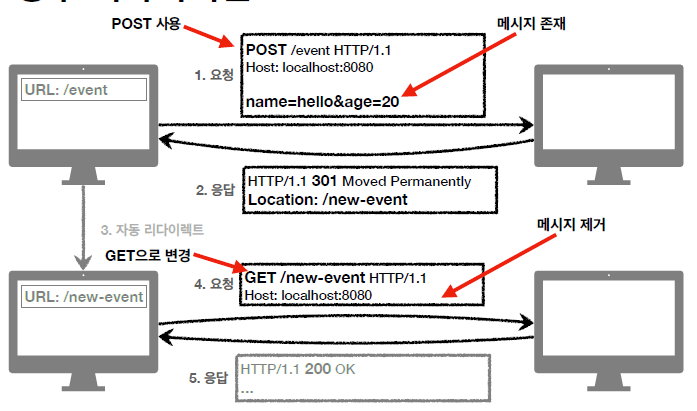 POST 사용
메시지 존재
URL: /event
1. 요청
POST /event HTTP/1.1
Host: localhost:8080
name=hello&age=20
2. 응답
HTTP/1.1 301 Moved Permanently
Location: /new-event
3. 자동 리다이렉트
GET으로 변경
메시지 제거
URL: /new-event
4. 요청
GET /new-event HTTP/1.1
Host: localhost:8080
5. 응답
HTTP/1.1 200 OK
...